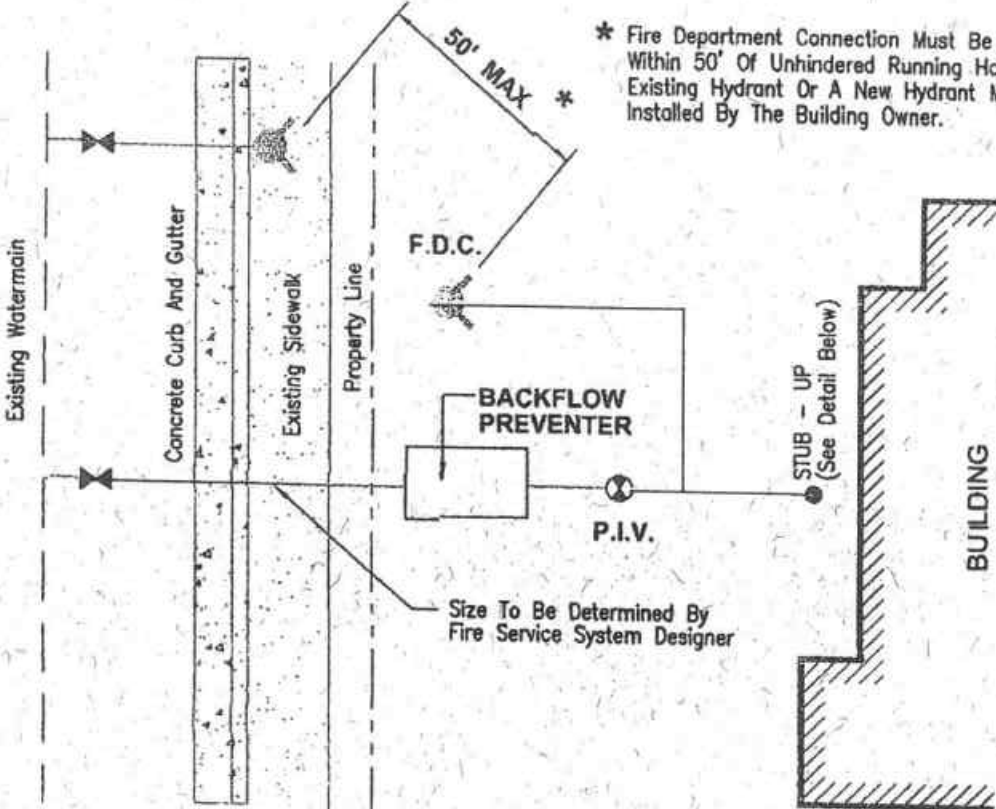 50' MAX *
* Fire Department Connection Must Be
Within 50' Of Unhindered Running
Existing Hydrant Or A New Hydrant
Installed By The Building Owner.
Existing Watermain
Concrete Curb And Gutter
Existing Sidewalk
Property Line
F.D.C.
BACKFLOW
PREVENTER
P.I.V.
STUB - UP
(See Detail Below)
BUILDING
Size To Be Determined By
Fire Service System Designer